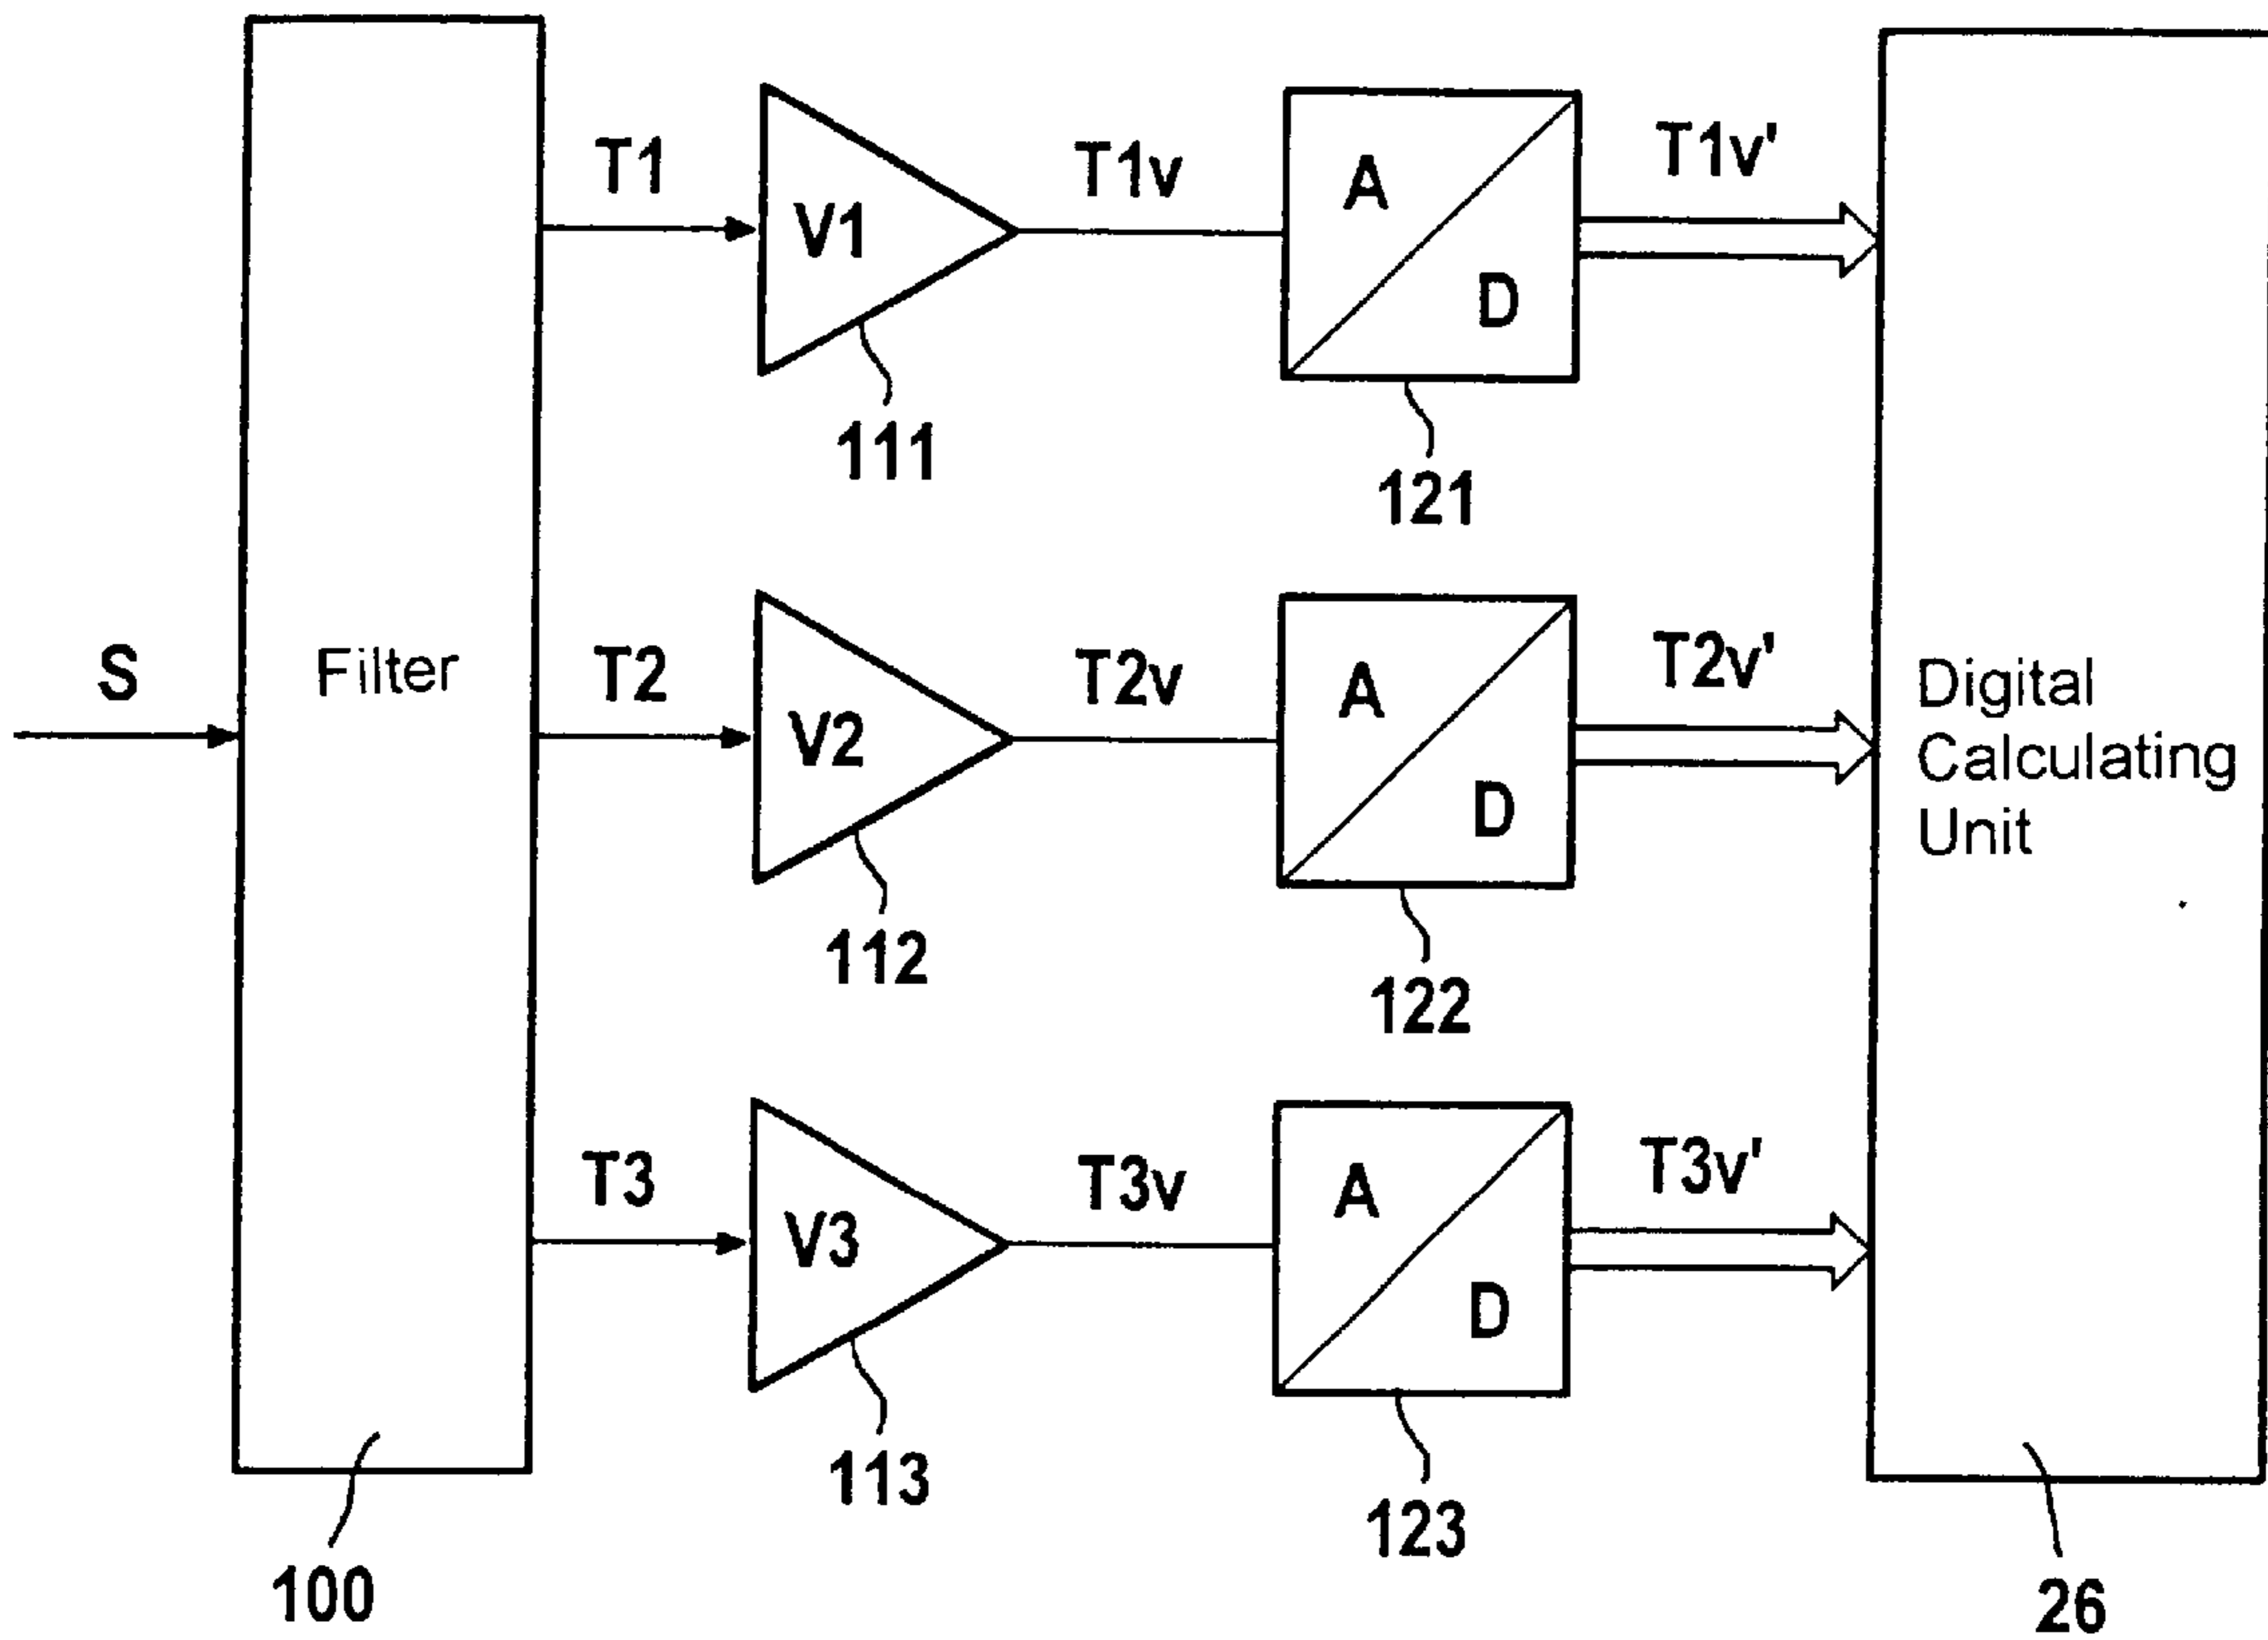 T1
V1
T1v
A
D
T1v'
111
121
S
Filter
T2
V2
T2v
A
D
T2v'
Digital
Calculating
Unit
112
122
T3
V3
T3v
A
D
T3v'
113
123
100
26